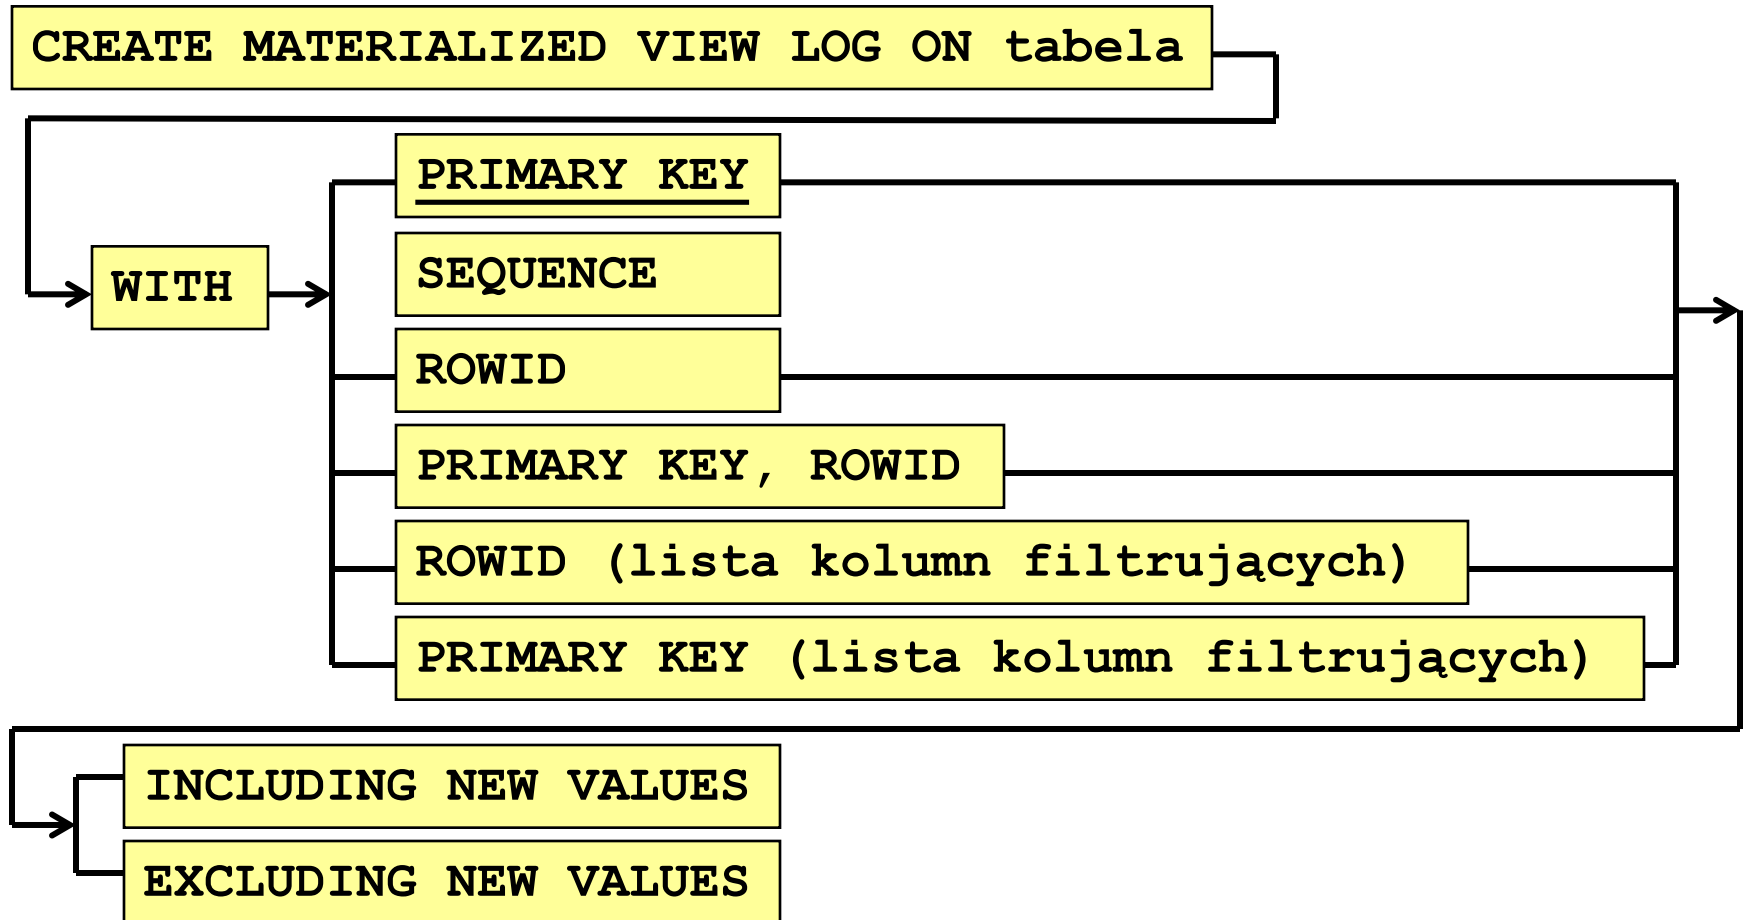 CREATE MATERIALIZED VIEW LOG ON tabela
PRIMARY KEY
WITH
SEQUENCE
ROWID
PRIMARY KEY, ROWID
ROWID (lista kolumn filtrujących)
PRIMARY KEY (lista kolumn filtrujących)
INCLUDING NEW VALUES
EXCLUDING NEW VALUES